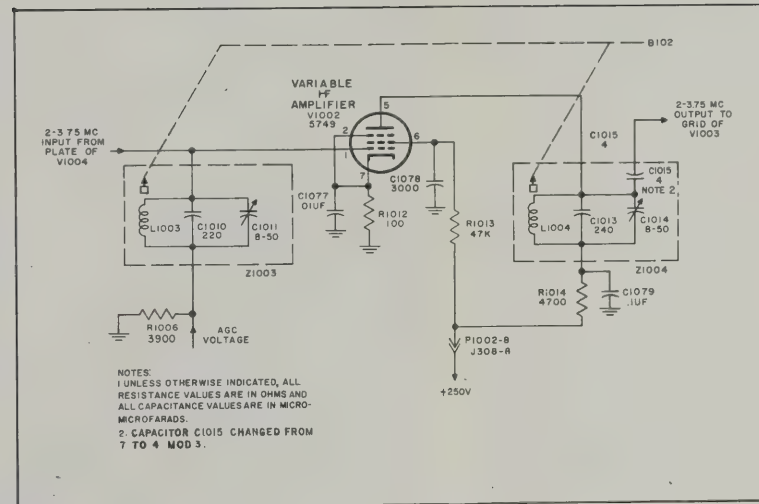 B102
VARIABLE
I-F
AMPLIFIER
V1002
5749
5
2
1
6
7
2-3.75 MC
INPUT FROM
PLATE OF
V1004
2-3.75 MC
OUTPUT TO
GRID OF
V1003
C1015
4
C1015
4
NOTE 2
C1078
3000
C1077
.01UF
R1012
100
R1013
47K
L1003
C1010
220
C1011
8-50
Z1003
L1004
C1013
240
C1014
8-50
Z1004
R1014
4700
C1079
.1UF
R1006
3900
AGC
VOLTAGE
P1002-8
J308-A
+250V
NOTES:
1 UNLESS OTHERWISE INDICATED, ALL
RESISTANCE VALUES ARE IN OHMS AND
ALL CAPACITANCE VALUES ARE IN MICRO-
MICROFARADS.
2. CAPACITOR C1015 CHANGED FROM
7 TO 4 MOD 3.